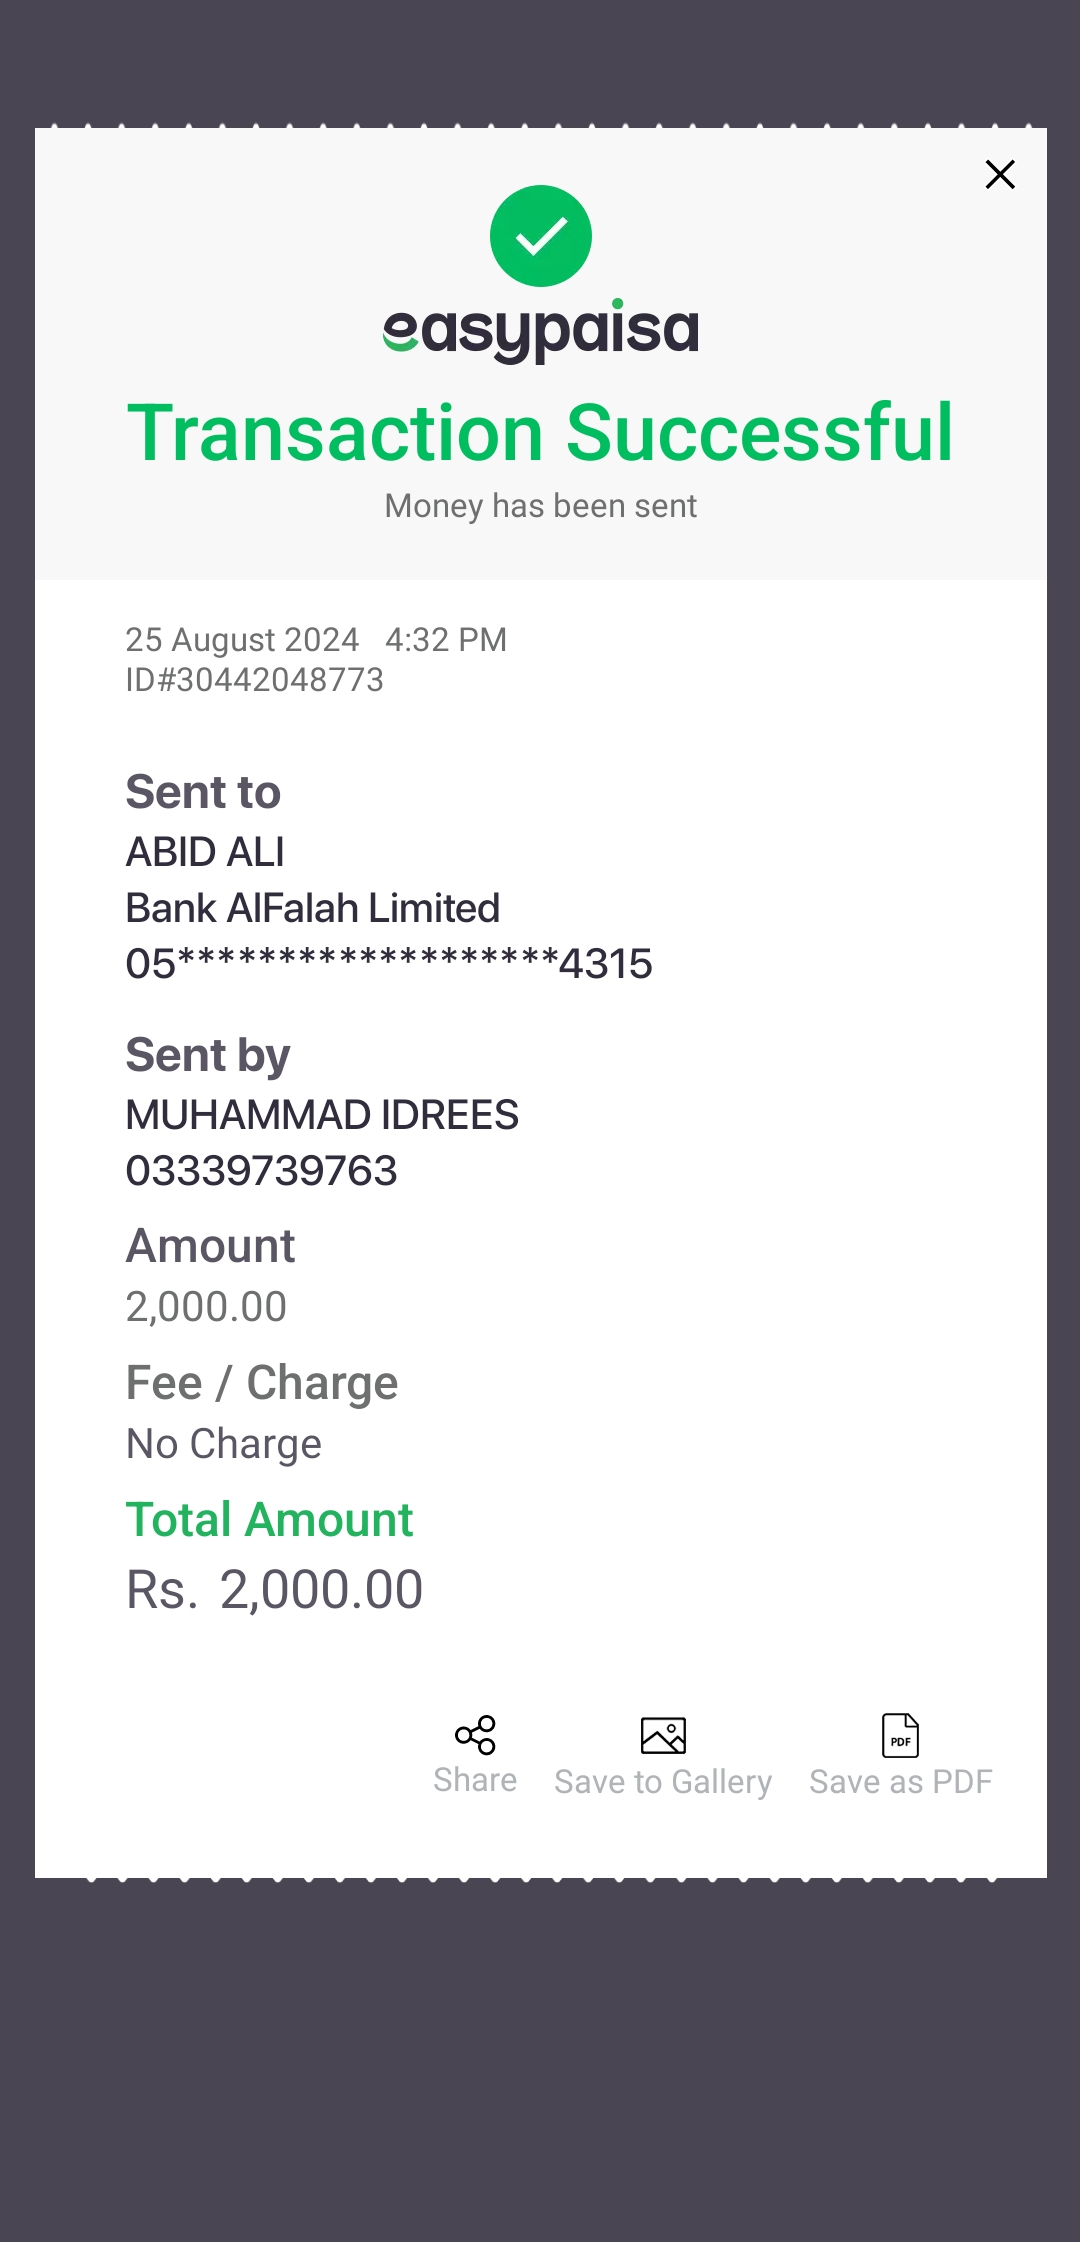 easypaisa
Transaction Successful
Money has been sent
25 August 2024 4:32 PM
ID#30442048773
Sent to
ABID ALI
Bank AlFalah Limited
05*******************4315
Sent by
MUHAMMAD IDREES
03339739763
Amount
2,000.00
Fee / Charge
No Charge
Total Amount
Rs. 2,000.00
Share
Save to Gallery
PDF
Save as PDF